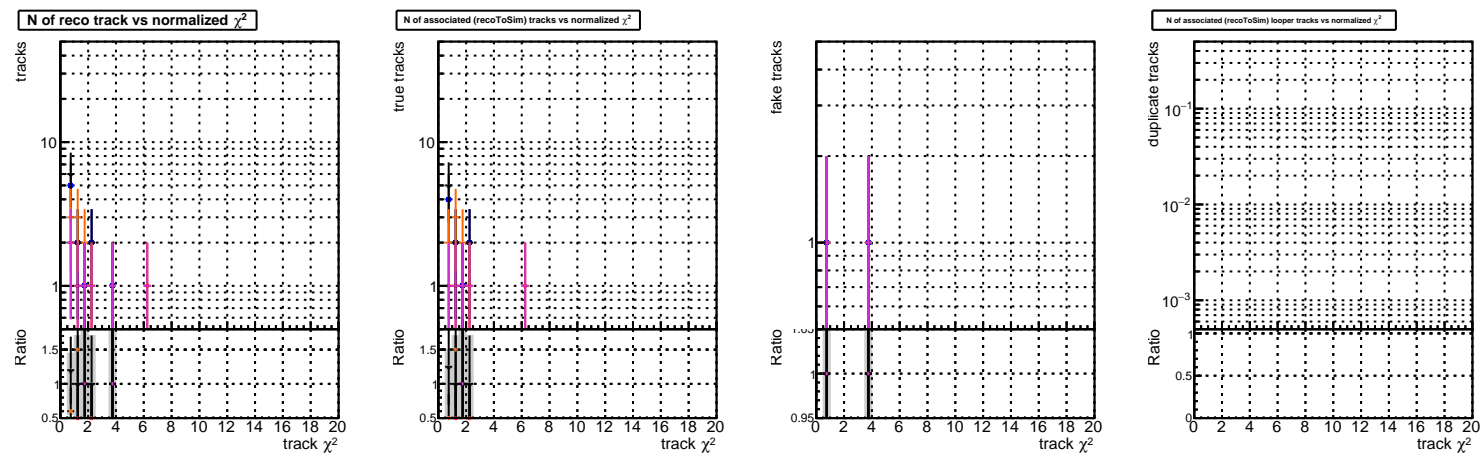 N of reco track vs normalized χ²
tracks
10
1
Ratio
1.5
1
0.5
0 2 4 6 8 10 12 14 16 18 20
track χ²
N of associated (recoToSim) tracks vs normalized χ²
true tracks
10
1
Ratio
1.5
1
0.5
0 2 4 6 8 10 12 14 16 18 20
track χ²
fake tracks
1
Ratio
1.05
1
0.95
0 2 4 6 8 10 12 14 16 18 20
track χ²
N of associated (recoToSim) looper tracks vs normalized χ²
duplicate tracks
10⁻¹
10⁻²
10⁻³
Ratio
1
0.5
0
0 2 4 6 8 10 12 14 16 18 20
track χ²